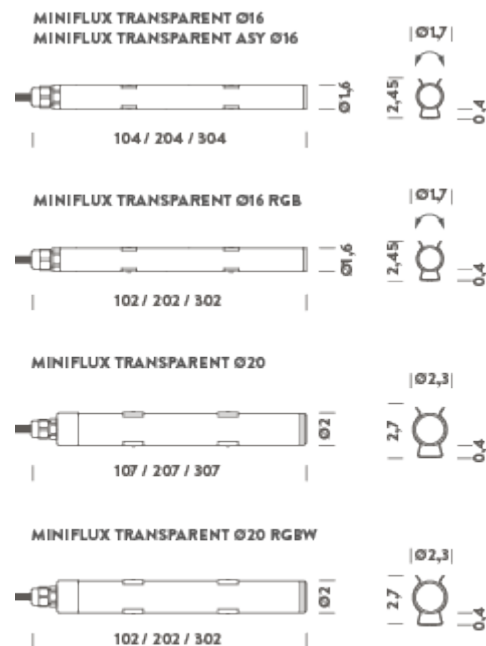 MINIFLUX TRANSPARENT Ø16
MINIFLUX TRANSPARENT ASY Ø16
Ø1,7
Ø1,6
2,45
0,4
104 / 204 / 304
MINIFLUX TRANSPARENT Ø16 RGB
Ø1,7
Ø1,6
2,45
0,4
102 / 202 / 302
MINIFLUX TRANSPARENT Ø20
Ø2,3
Ø2
2,7
0,4
107 / 207 / 307
MINIFLUX TRANSPARENT Ø20 RGBW
Ø2,3
Ø2
2,7
0,4
102 / 202 / 302